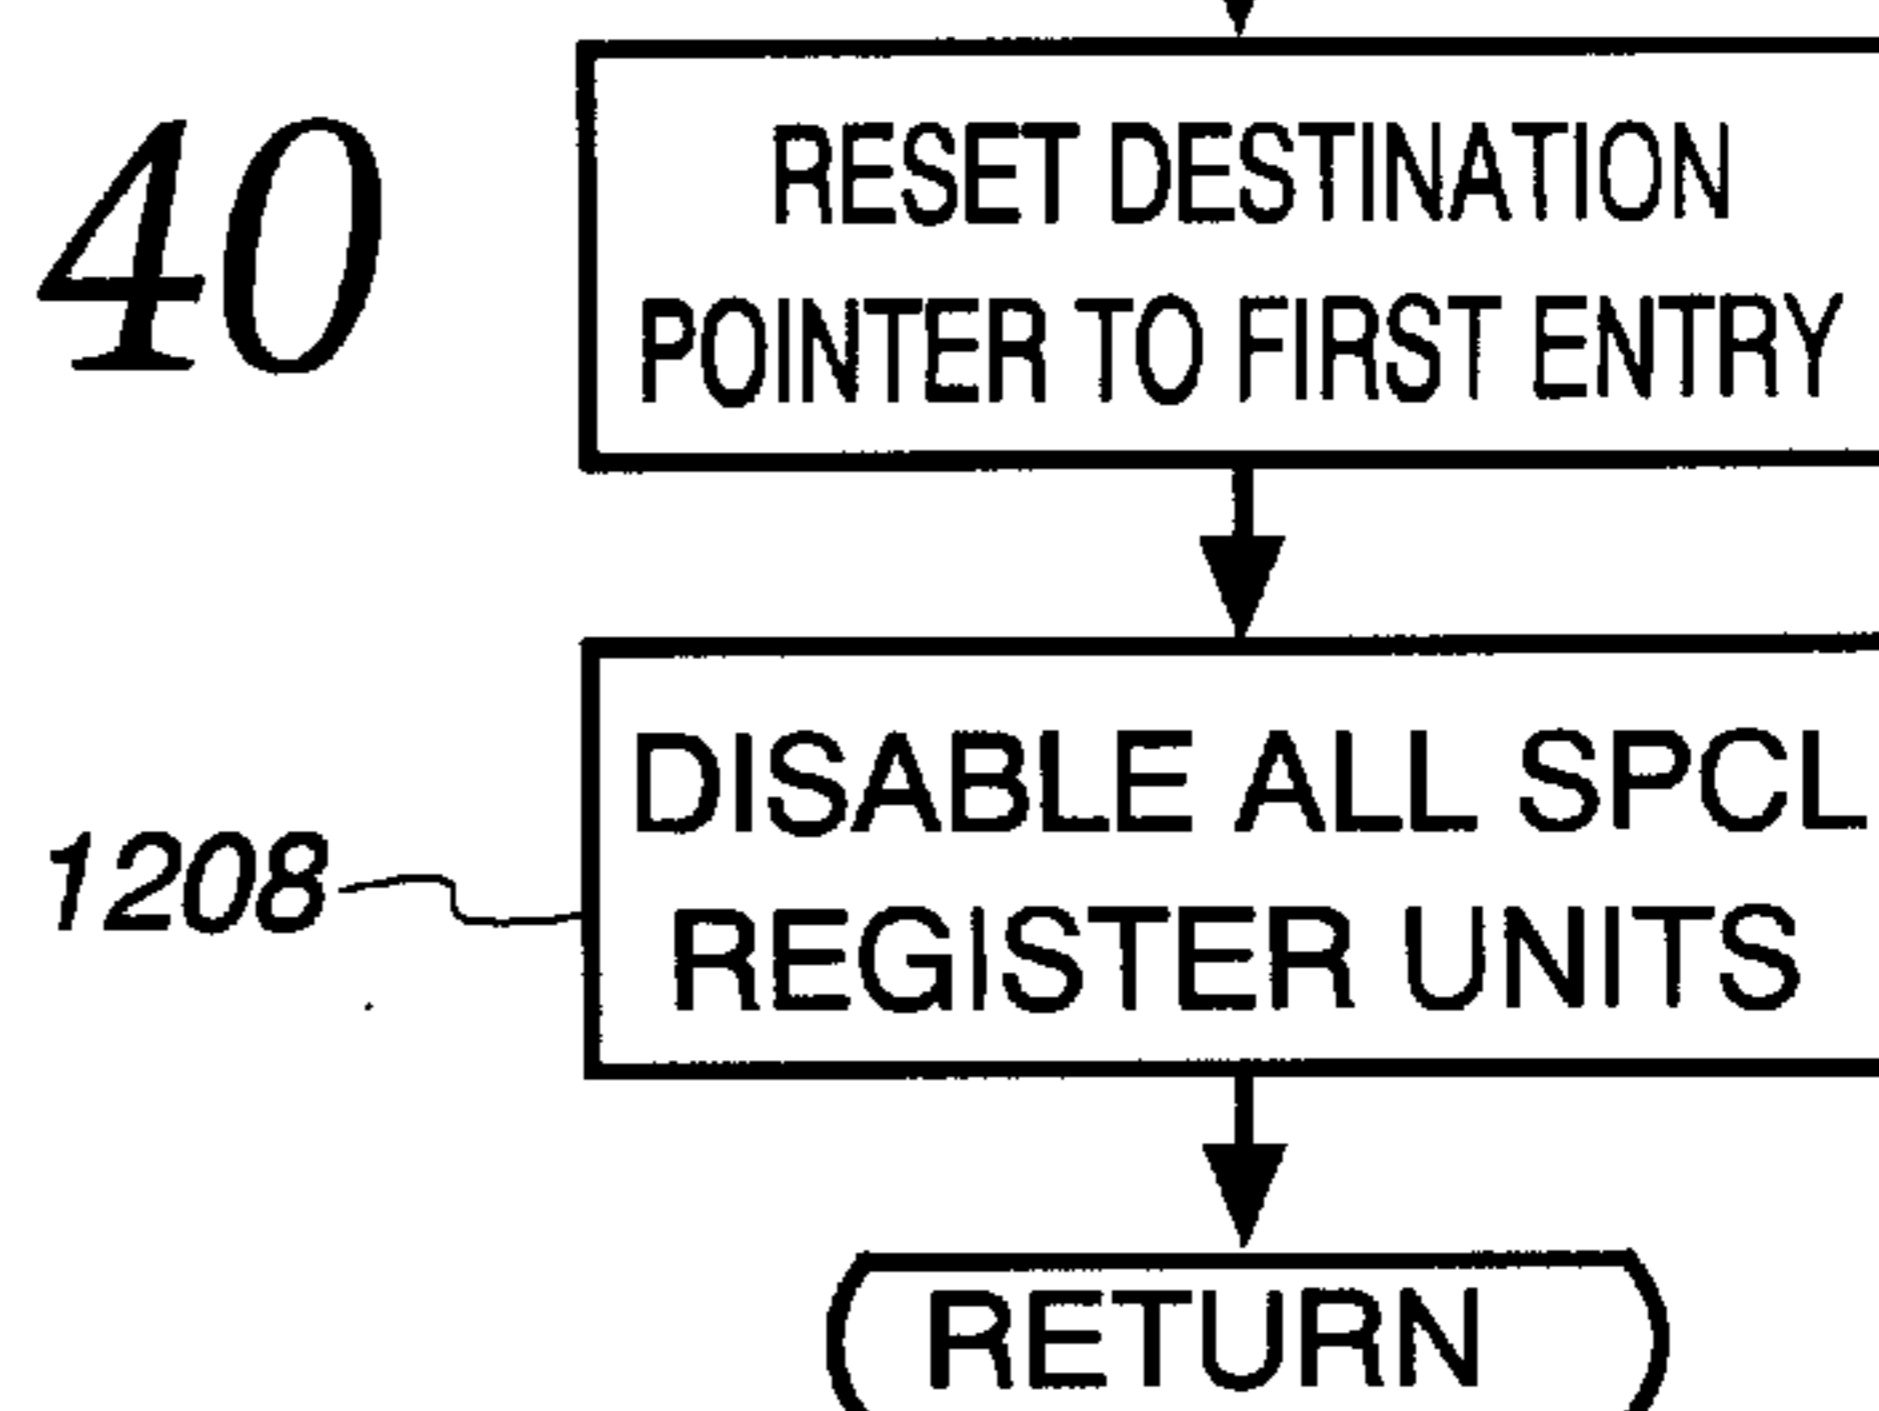 40
RESET DESTINATION
POINTER TO FIRST ENTRY
DISABLE ALL SPCL
REGISTER UNITS
1208
RETURN